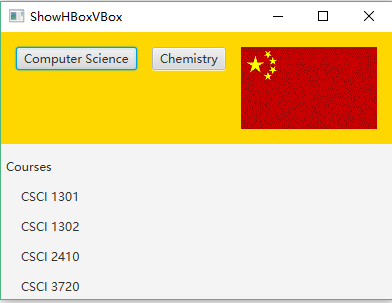 ShowHBoxVBox
Computer Science
Chemistry
Courses
CSCI 1301
CSCI 1302
CSCI 2410
CSCI 3720